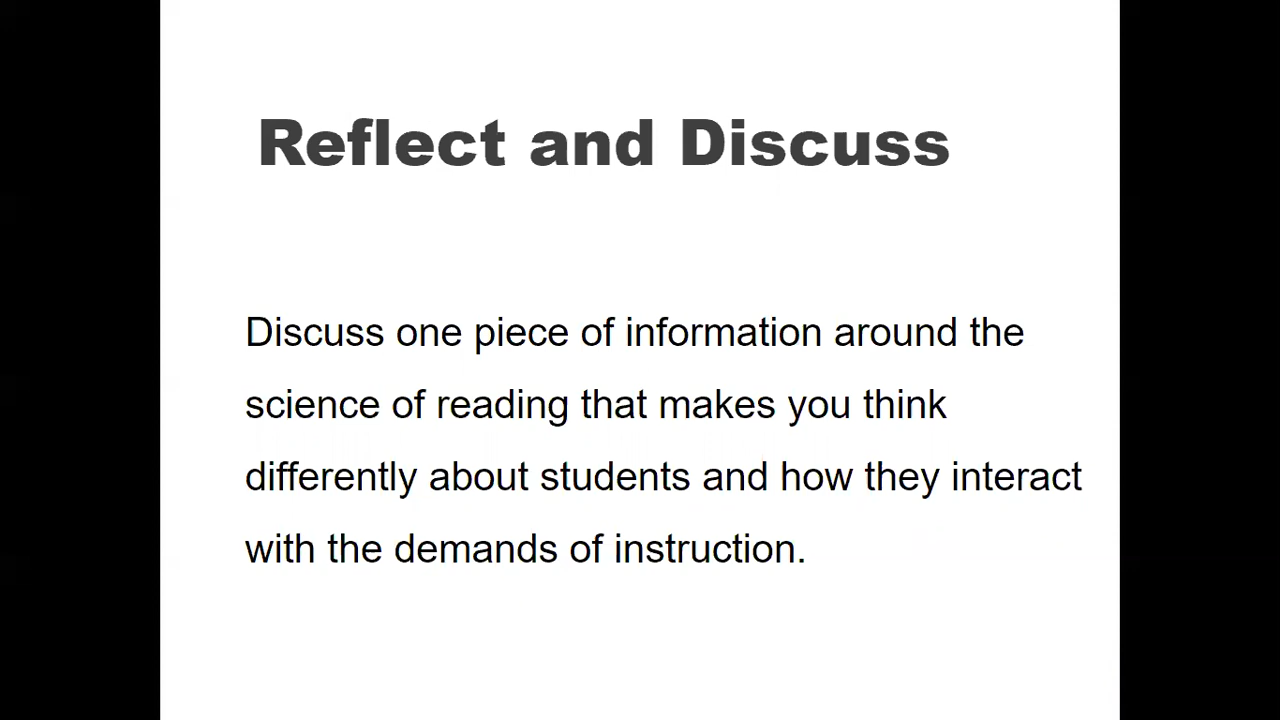 Reflect and Discuss
Discuss one piece of information around the
science of reading that makes you think
differently about students and how they interact
with the demands of instruction.